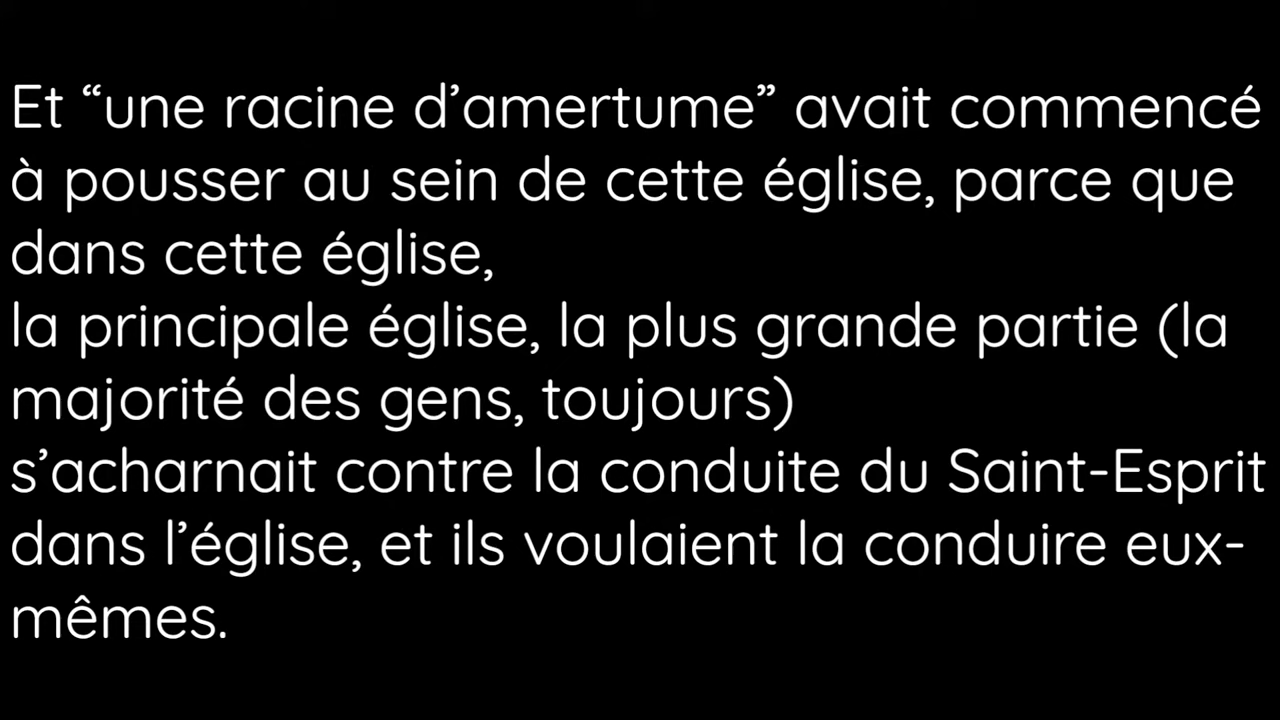 Et “une racine d’amertume” avait commencé
à pousser au sein de cette église, parce que
dans cette église,
la principale église, la plus grande partie (la
majorité des gens, toujours)
s’acharnait contre la conduite du Saint-Esprit
dans l’église, et ils voulaient la conduire eux-
mêmes.